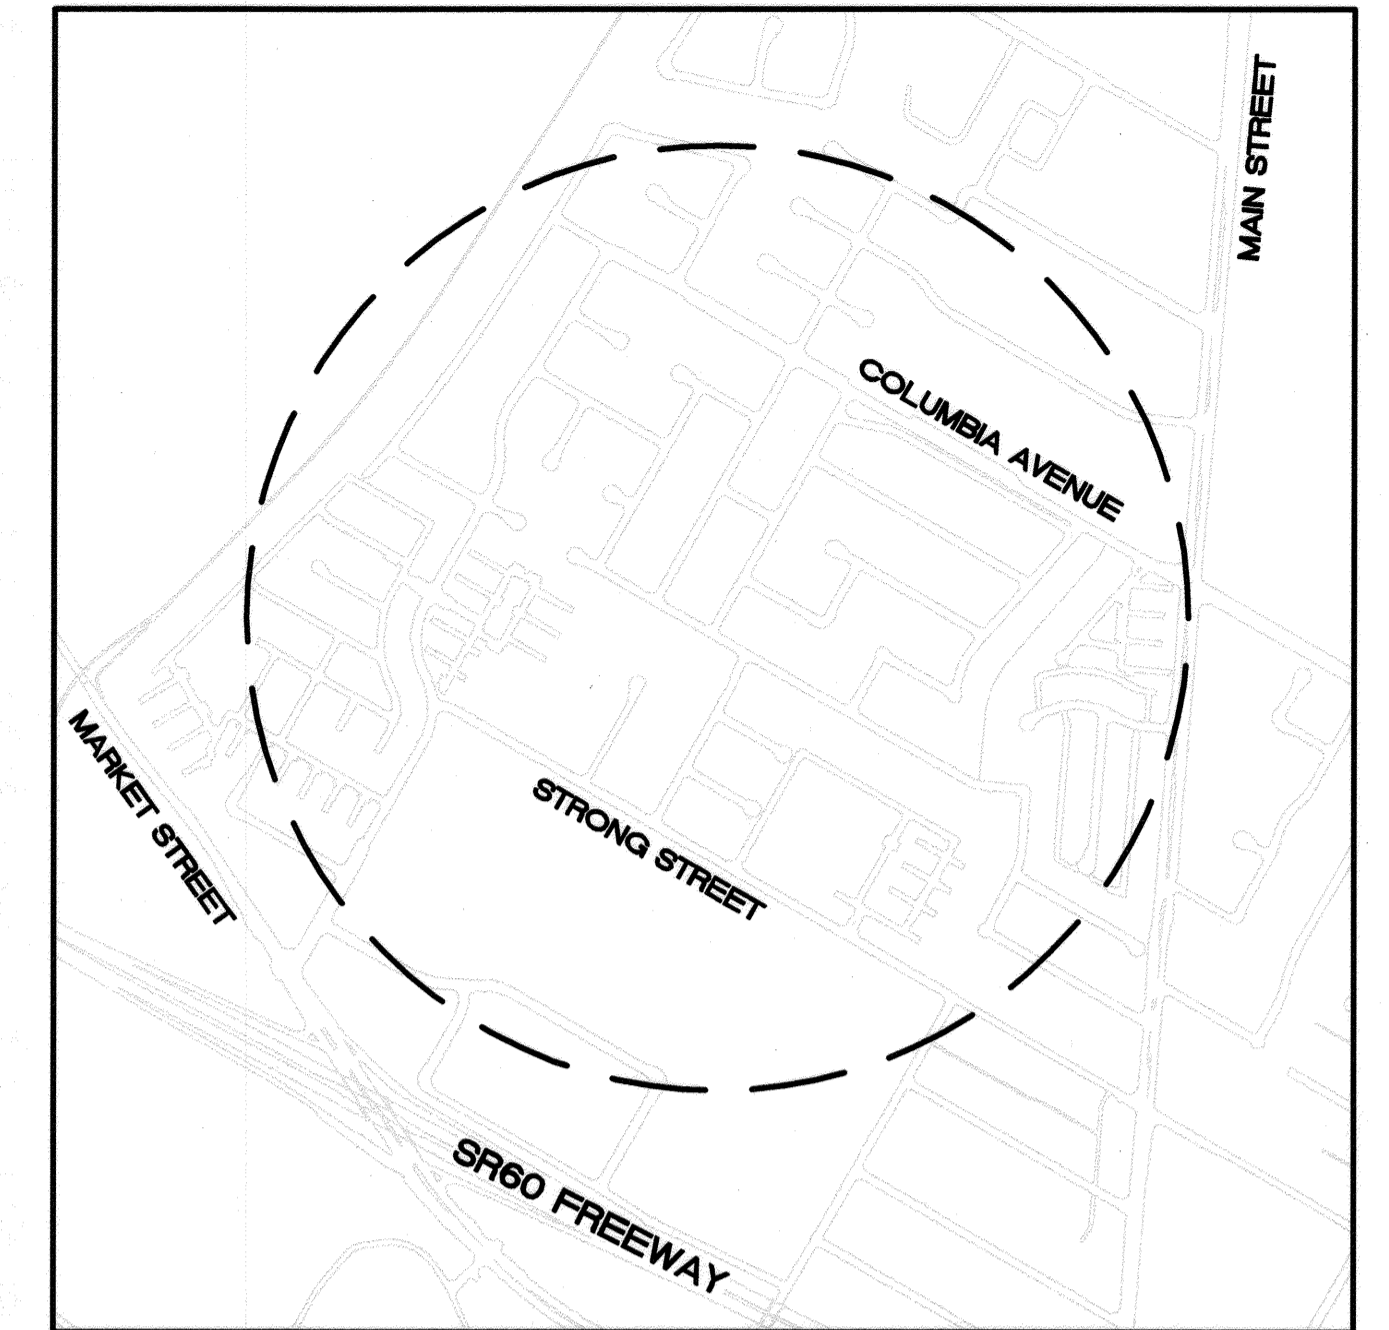 MAIN STREET
COLUMBIA AVENUE
MARKET STREET
STRONG STREET
SR60 FREEWAY